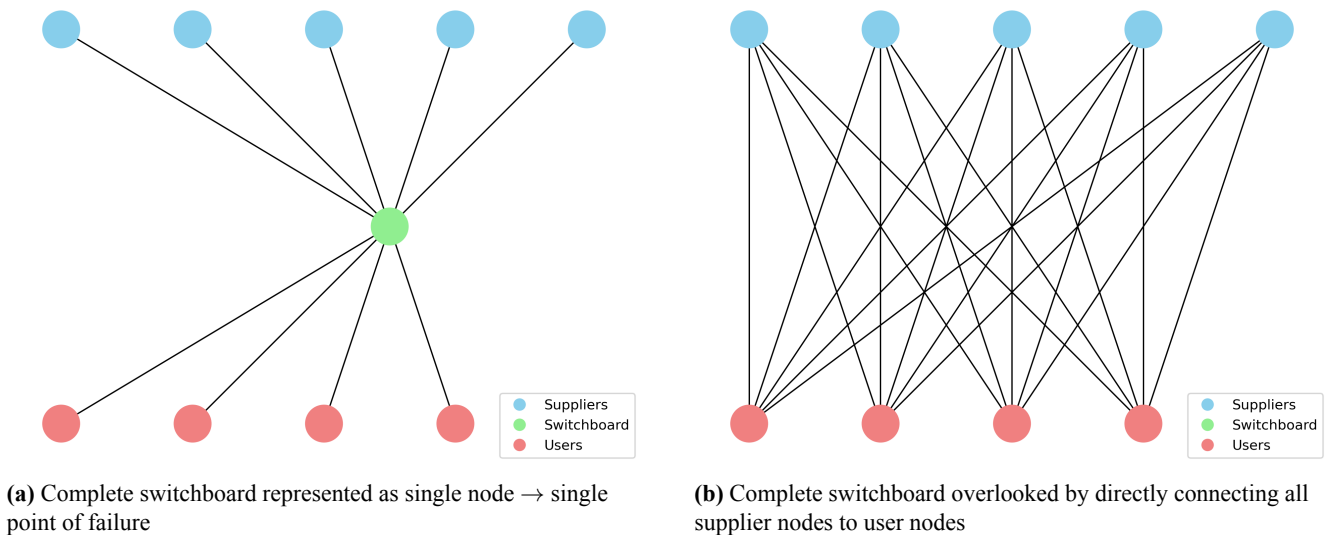 Suppliers
Switchboard
Users
Suppliers
Switchboard
Users
(a) Complete switchboard represented as single node → single
point of failure
(b) Complete switchboard overlooked by directly connecting all
supplier nodes to user nodes